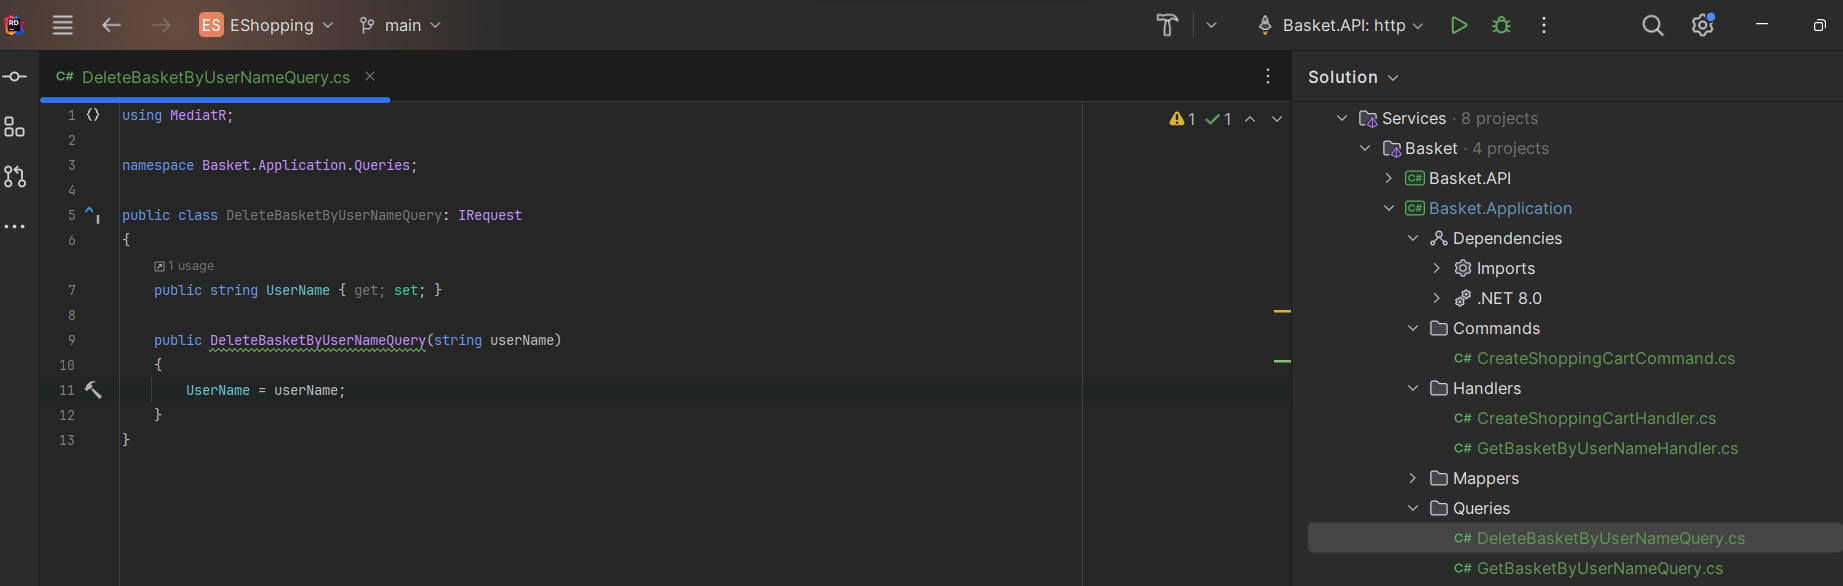 ES EShopping main Basket.API: http
C# DeleteBasketByUserNameQuery.cs
Solution
1 using MediatR;
2
3 namespace Basket.Application.Queries;
4
5 public class DeleteBasketByUserNameQuery: IRequest
6 {
1 usage
7 public string UserName { get; set; }
8
9 public DeleteBasketByUserNameQuery(string userName)
10 {
11 UserName = userName;
12 }
13 }
1 1
Services · 8 projects
Basket · 4 projects
C# Basket.API
C# Basket.Application
Dependencies
Imports
.NET 8.0
Commands
C# CreateShoppingCartCommand.cs
Handlers
C# CreateShoppingCartHandler.cs
C# GetBasketByUserNameHandler.cs
Mappers
Queries
C# DeleteBasketByUserNameQuery.cs
C# GetBasketByUserNameQuery.cs